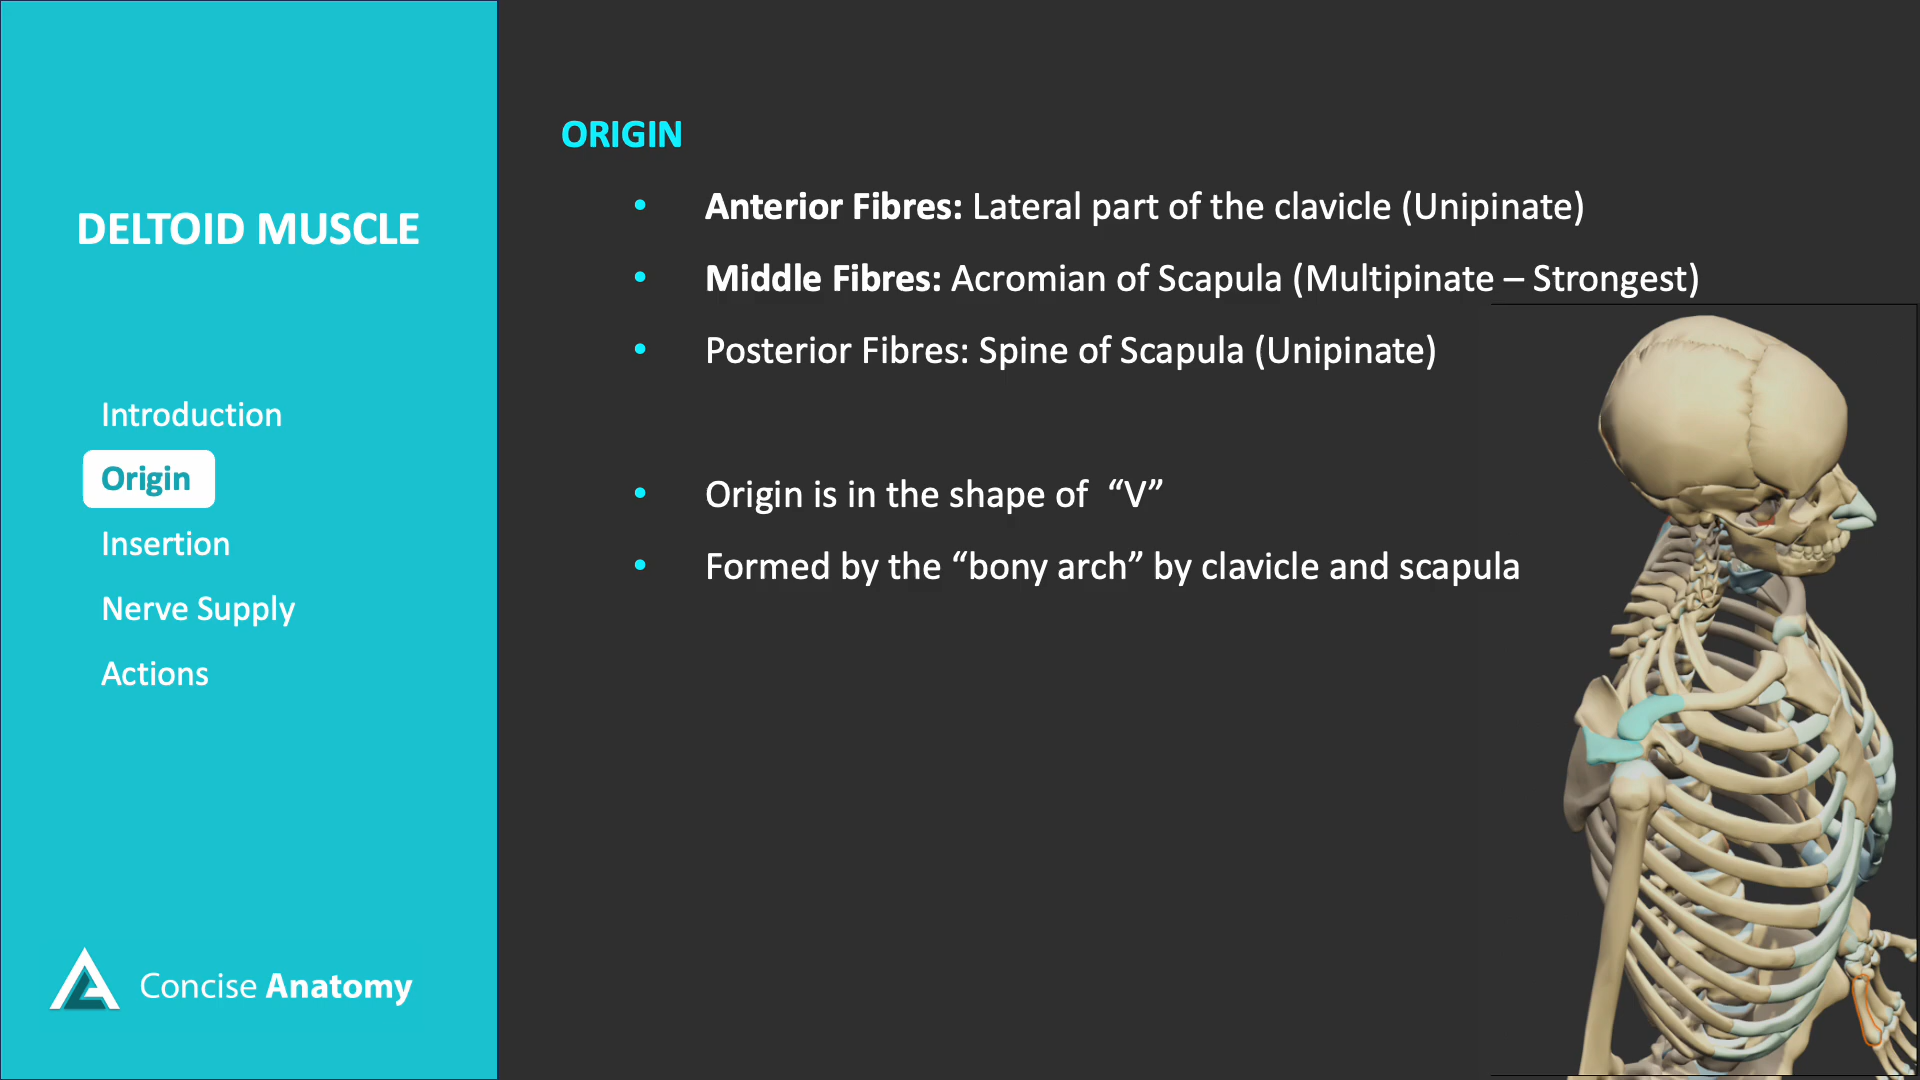 DELTOID MUSCLE
Introduction
Origin
Insertion
Nerve Supply
Actions
Concise Anatomy
ORIGIN
• Anterior Fibres: Lateral part of the clavicle (Unipinate)
• Middle Fibres: Acromian of Scapula (Multipinate – Strongest)
• Posterior Fibres: Spine of Scapula (Unipinate)
• Origin is in the shape of “V”
• Formed by the “bony arch” by clavicle and scapula